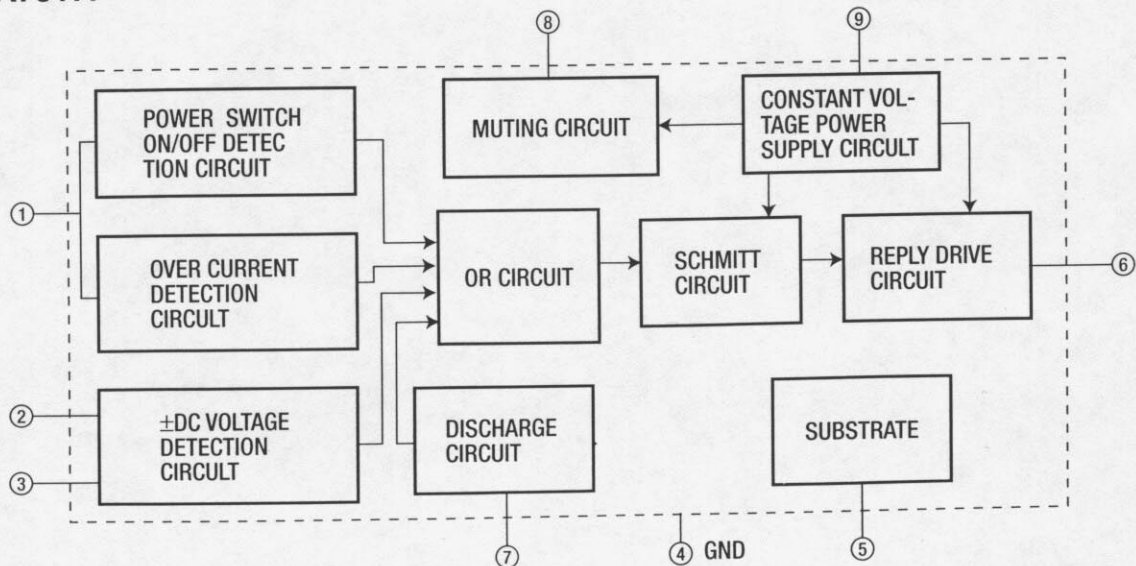 ⑧
⑨
POWER SWITCH
ON/OFF DETEC
TION CIRCUIT
MUTING CIRCUIT
CONSTANT VOL-
TAGE POWER
SUPPLY CIRCULT
①
OVER CURRENT
DETECTION
CIRCULT
OR CIRCUIT
SCHMITT
CIRCUIT
REPLY DRIVE
CIRCUIT
⑥
②
③
±DC VOLTAGE
DETECTION
CIRCULT
DISCHARGE
CIRCUIT
SUBSTRATE
⑦
④ GND
⑤